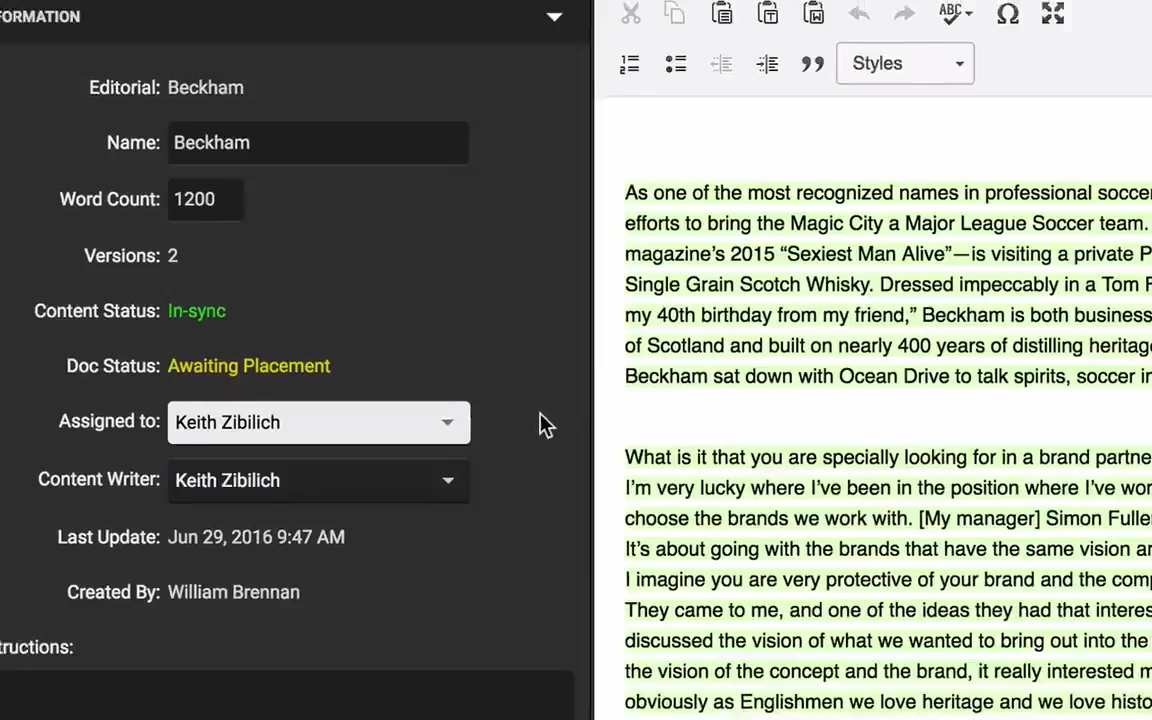 FORMATION
Editorial: Beckham
Name: Beckham
Word Count: 1200
Versions: 2
Content Status: In-sync
Doc Status: Awaiting Placement
Assigned to: Keith Zibilich
Content Writer: Keith Zibilich
Last Update: Jun 29, 2016 9:47 AM
Created By: William Brennan
tructions:
ABC
Styles
As one of the most recognized names in professional soccer
efforts to bring the Magic City a Major League Soccer team.
magazine’s 2015 “Sexiest Man Alive”—is visiting a private P
Single Grain Scotch Whisky. Dressed impeccably in a Tom F
my 40th birthday from my friend,” Beckham is both business
of Scotland and built on nearly 400 years of distilling heritage
Beckham sat down with Ocean Drive to talk spirits, soccer in
What is it that you are specially looking for in a brand partne
I’m very lucky where I’ve been in the position where I’ve wor
choose the brands we work with. [My manager] Simon Fuller
It’s about going with the brands that have the same vision an
I imagine you are very protective of your brand and the comp
They came to me, and one of the ideas they had that interes
discussed the vision of what we wanted to bring out into the
the vision of the concept and the brand, it really interested m
obviously as Englishmen we love heritage and we love histo